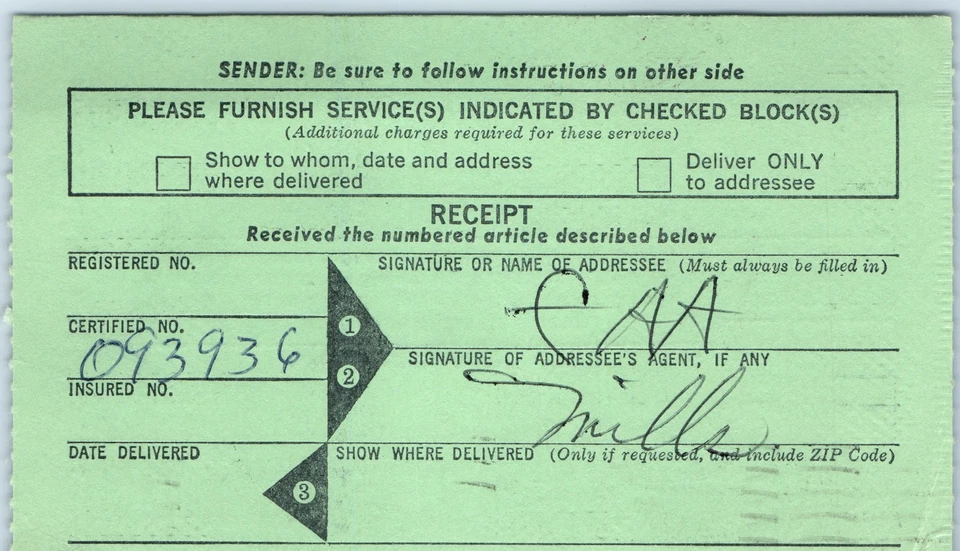 SENDER: Be sure to follow instructions on other side
PLEASE FURNISH SERVICE(S) INDICATED BY CHECKED BLOCK(S)
(Additional charges required for these services)
Show to whom, date and address
where delivered
Deliver ONLY
to addressee
RECEIPT
Received the numbered article described below
REGISTERED NO.
SIGNATURE OR NAME OF ADDRESSEE (Must always be filled in)
1
FAA
CERTIFIED NO.
093936
SIGNATURE OF ADDRESSEE'S AGENT, IF ANY
2
Mills
INSURED NO.
DATE DELIVERED
SHOW WHERE DELIVERED (Only if requested, and include ZIP Code)
3